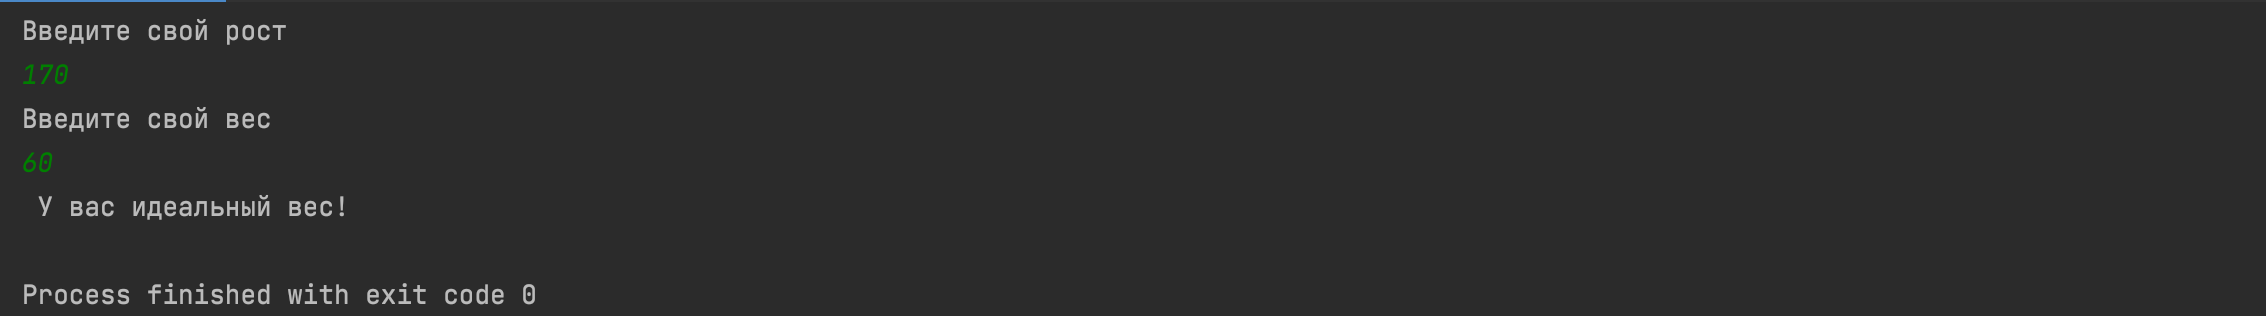 Введите свой рост
170
Введите свой вес
60
У вас идеальный вес!
Process finished with exit code 0